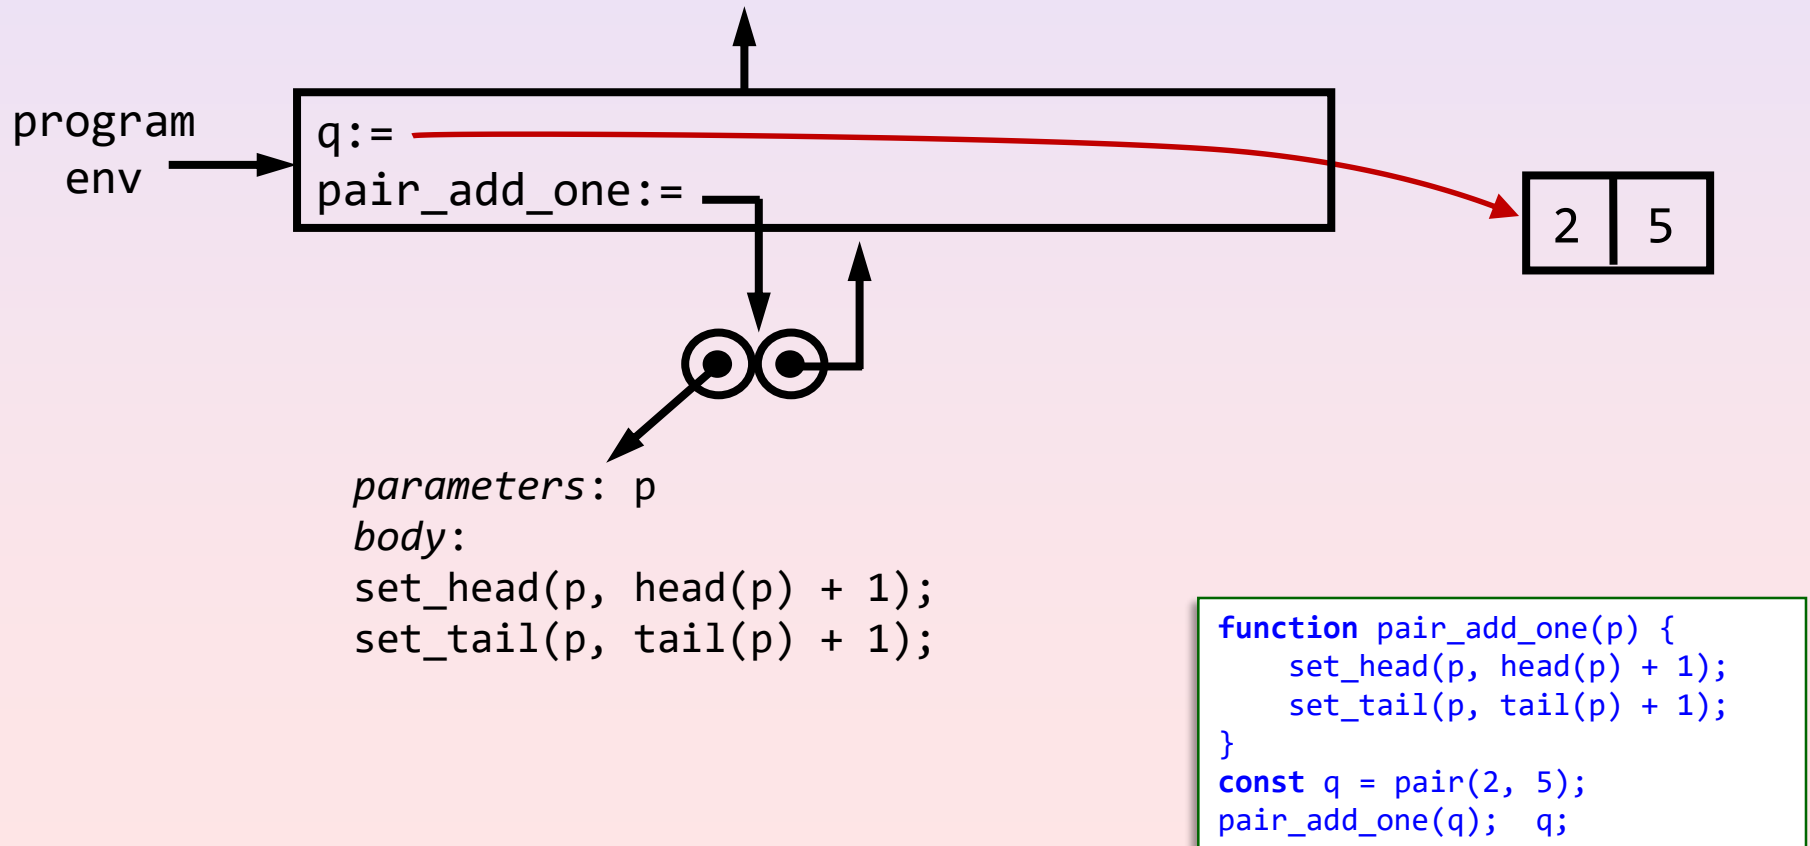 program
env
q:=
pair_add_one:=
2 5
parameters: p
body:
set_head(p, head(p) + 1);
set_tail(p, tail(p) + 1);
function pair_add_one(p) {
    set_head(p, head(p) + 1);
    set_tail(p, tail(p) + 1);
}
const q = pair(2, 5);
pair_add_one(q);  q;